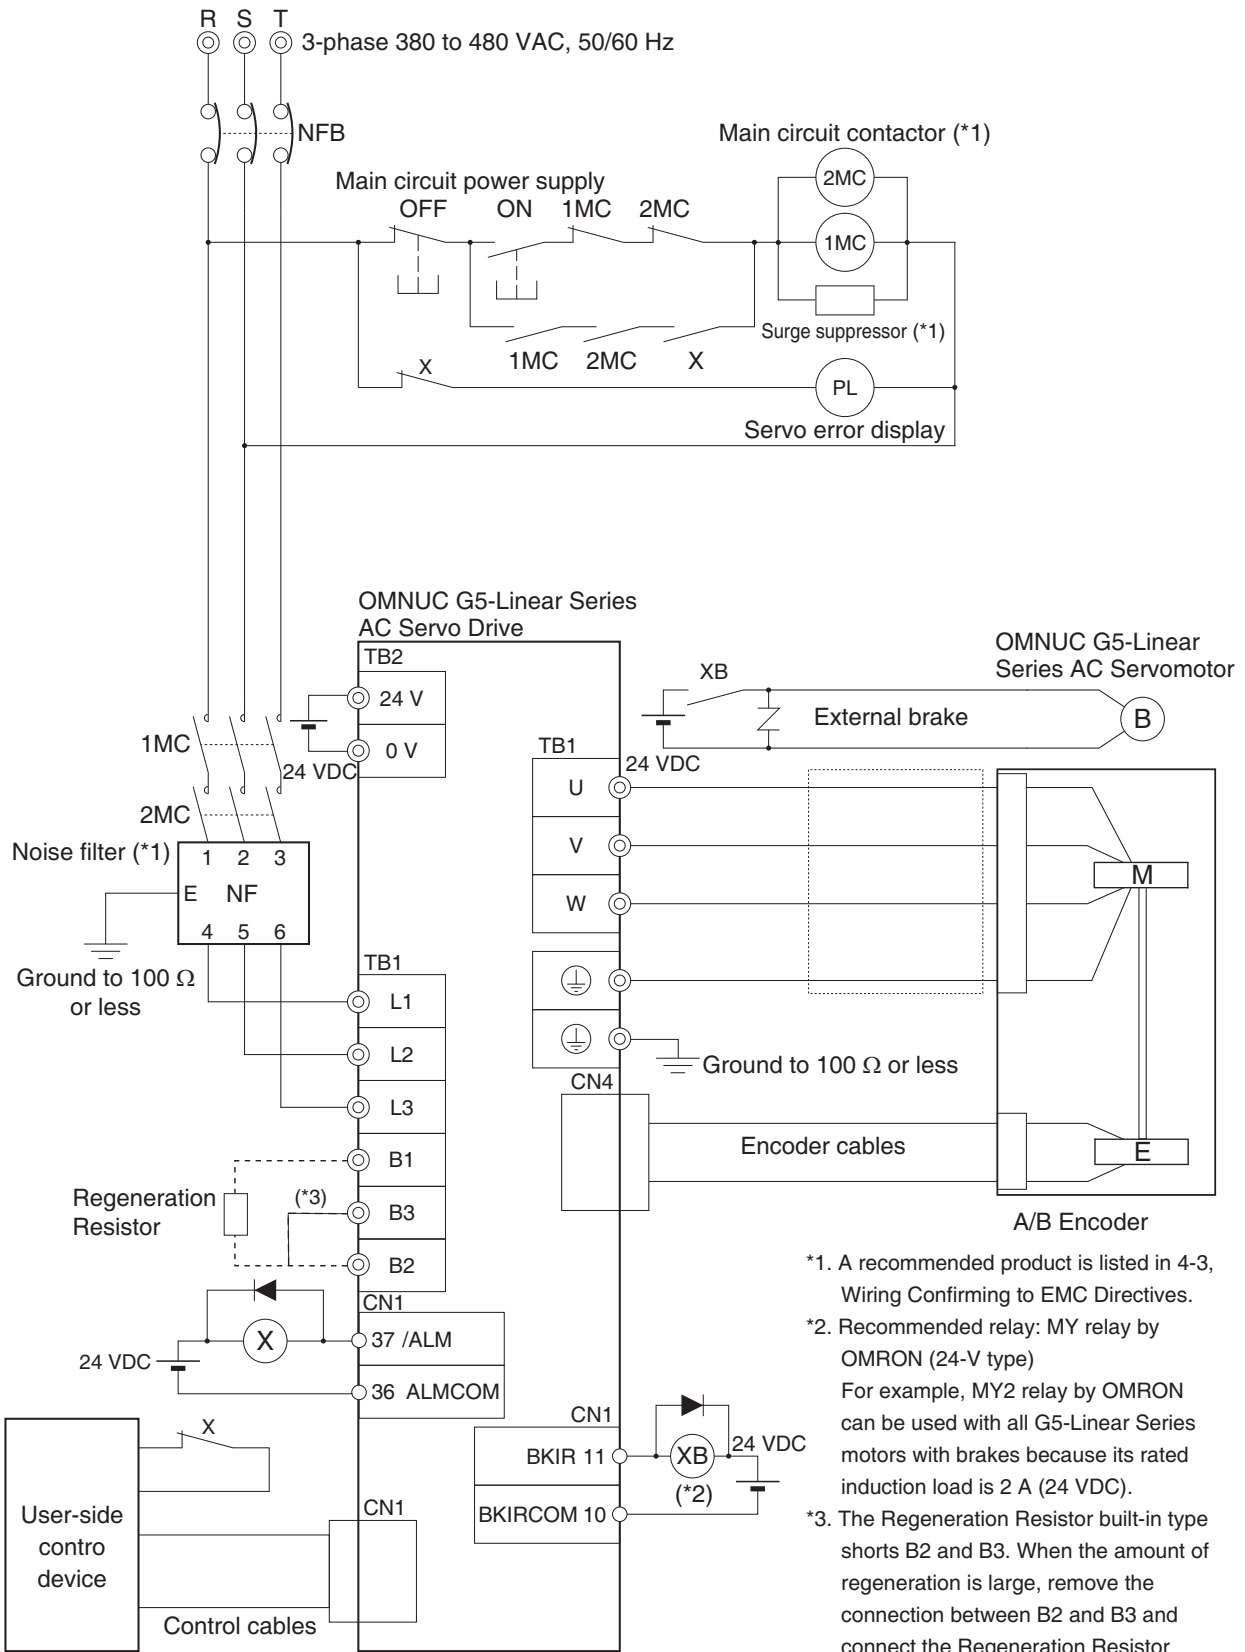 R S T
3-phase 380 to 480 VAC, 50/60 Hz
NFB
Main circuit contactor (*1)
Main circuit power supply
2MC
OFF ON 1MC 2MC
1MC
Surge suppressor (*1)
1MC 2MC X
X
PL
Servo error display
OMNUC G5-Linear Series
AC Servo Drive
OMNUC G5-Linear
Series AC Servomotor
TB2
24 V
0 V
24 VDC
XB
External brake
B
24 VDC
1MC
2MC
Noise filter (*1)
1 2 3
E NF
4 5 6
Ground to 100 Ω
or less
TB1
U
V
W
M
Ground to 100 Ω or less
TB1
L1
L2
L3
B1
B3
B2
Regeneration
Resistor
(*3)
CN4
Encoder cables
E
A/B Encoder
CN1
X
37 /ALM
24 VDC
36 ALMCOM
X
User-side
contro
device
CN1
Control cables
CN1
BKIR 11
XB
24 VDC
(*2)
BKIRCOM 10
*1. A recommended product is listed in 4-3,
Wiring Confirming to EMC Directives.
*2. Recommended relay: MY relay by
OMRON (24-V type)
For example, MY2 relay by OMRON
can be used with all G5-Linear Series
motors with brakes because its rated
induction load is 2 A (24 VDC).
*3. The Regeneration Resistor built-in type
shorts B2 and B3. When the amount of
regeneration is large, remove the
connection between B2 and B3 and
connect the Regeneration Resistor